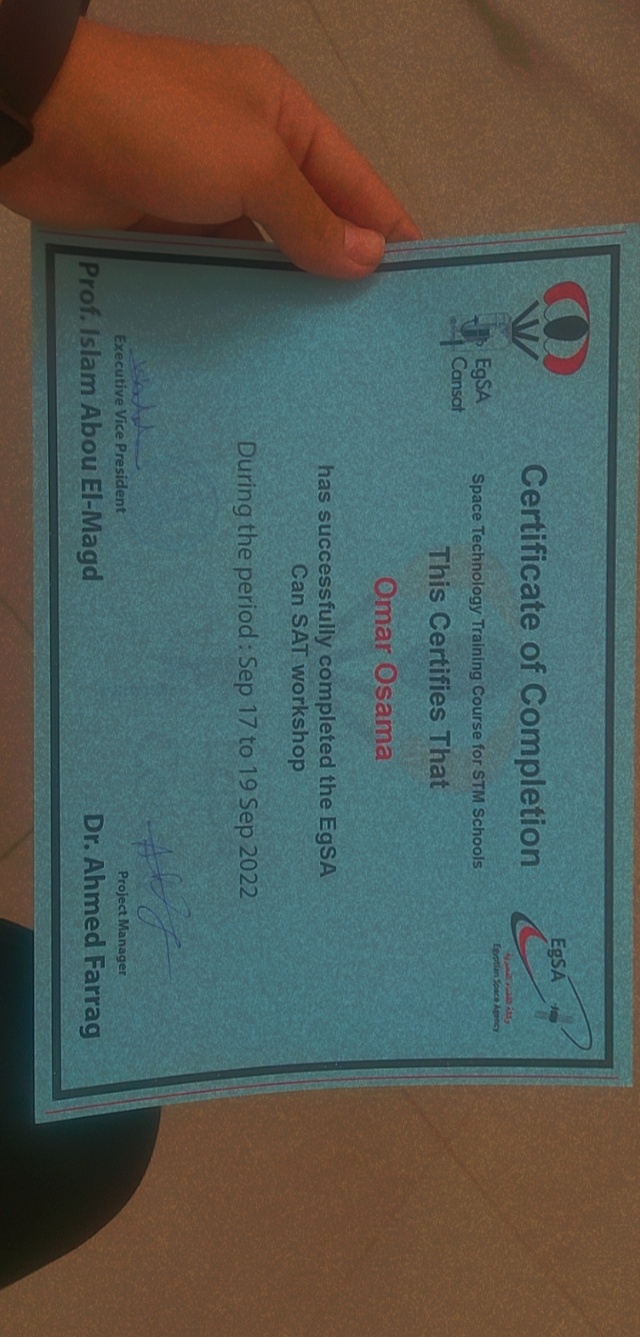 EgSA
Cansat
EgSA
وكالة الفضاء المصرية
Egyptian Space Agency
Certificate of Completion
Space Technology Training Course for STM Schools
This Certifies That
Omar Osama
has successfully completed the EgSA
Can SAT workshop
During the period : Sep 17 to 19 Sep 2022
Executive Vice President
Prof. Islam Abou El-Magd
Project Manager
Dr. Ahmed Farrag